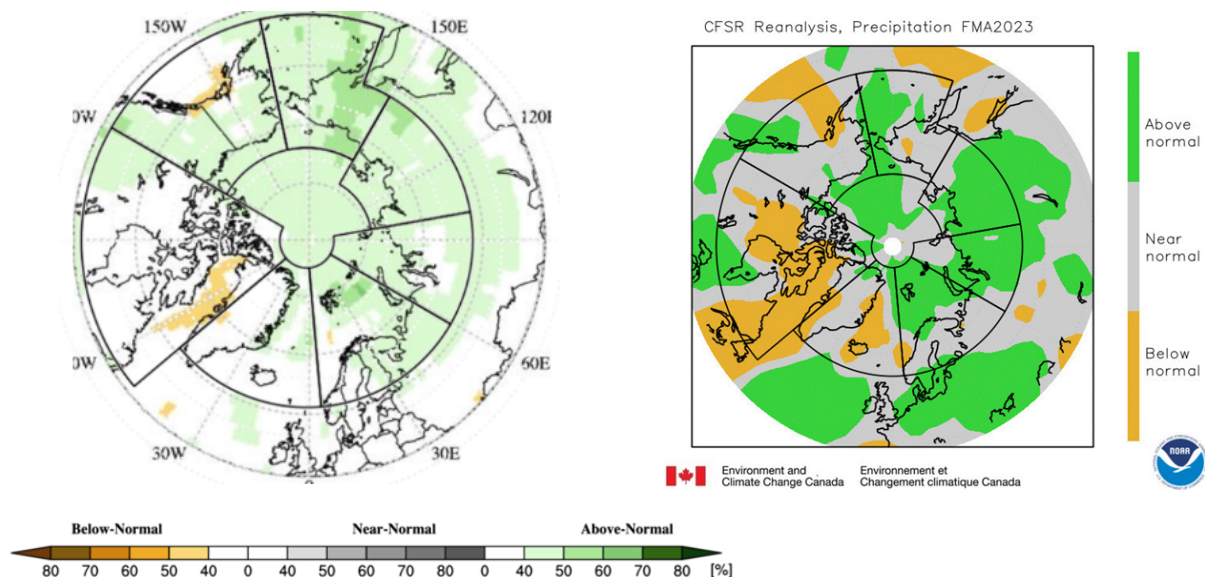 150W
150E
0W
120I
0W
60E
30W
30E
0
Below-Normal Near-Normal Above-Normal
80 70 60 50 40 0 40 50 60 70 80 0 40 50 60 70 80 [%]
CFSR Reanalysis, Precipitation FMA2023
Above
normal
Near
normal
Below
normal
Environment and
Climate Change Canada
Environnement et
Changement climatique Canada
NOAA